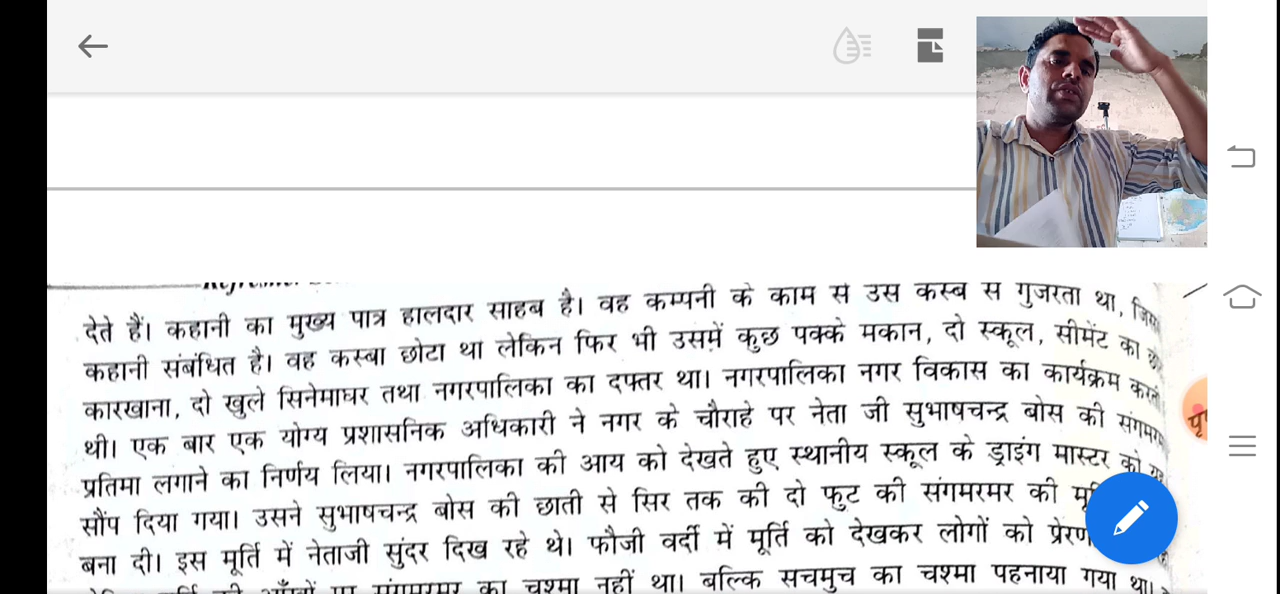 देते हैं। कहानी का मुख्य पात्र हालदार साहब है। वह कम्पनी के काम से उस कस्बे से गुजरता था,
कहानी संबंधित है। वह कस्बा छोटा था लेकिन फिर भी उसमें कुछ पक्के मकान, दो स्कूल, सीमेंट का
कारखाना, दो खुले सिनेमाघर तथा नगरपालिका का दफ्तर था। नगरपालिका नगर विकास का कार्यक्रम
थी। एक बार एक योग्य प्रशासनिक अधिकारी ने नगर के चौराहे पर नेता जी सुभाषचन्द्र बोस की
प्रतिमा लगाने का निर्णय लिया। नगरपालिका की आय को देखते हुए स्थानीय स्कूल के ड्राइंग मास्टर को
सौंप दिया गया। उसने सुभाषचन्द्र बोस की छाती से सिर तक की दो फुट की संगमरमर की
बना दी। इस मूर्ति में नेताजी सुंदर दिख रहे थे। फौजी वर्दी में मूर्ति को देखकर लोगों को
आँखों पर संगमरमर का चश्मा नहीं था। बल्कि सचमुच का चश्मा पहनाया गया था।